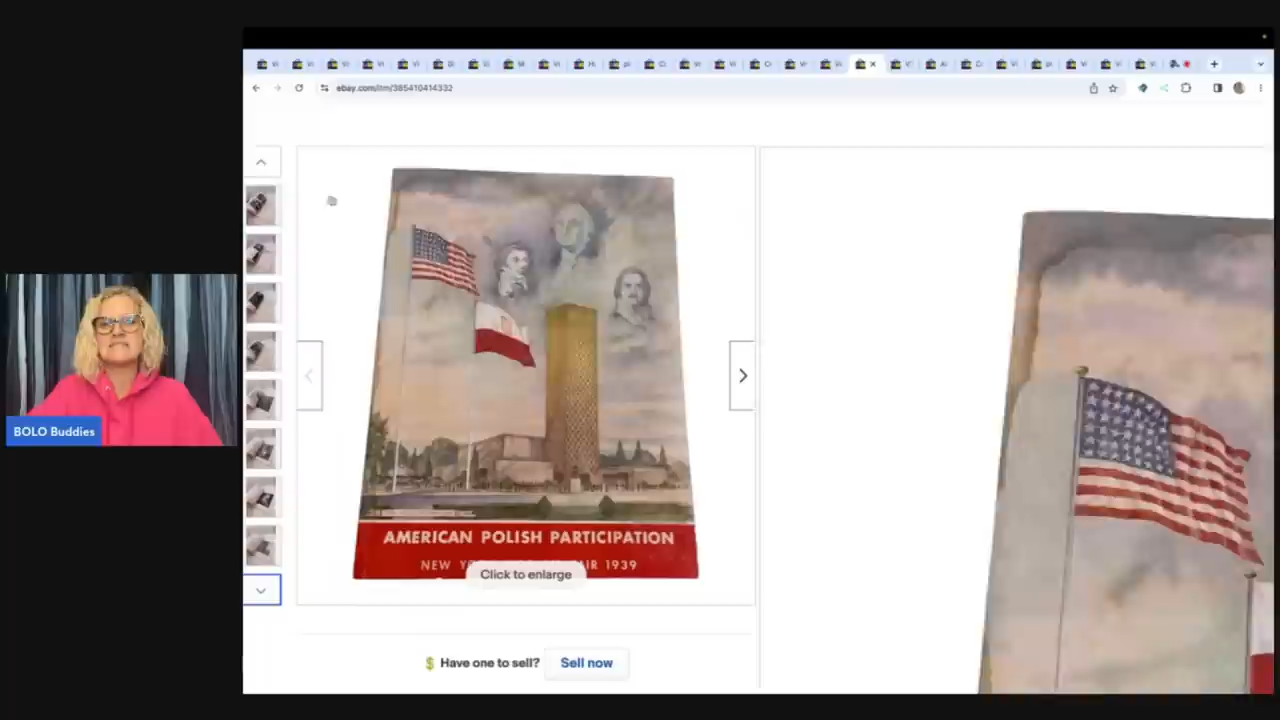 ebay.com/itm/385410414332
AMERICAN POLISH PARTICIPATION
NEW FAIR 1939
Click to enlarge
Have one to sell? Sell now
BOLO Buddies